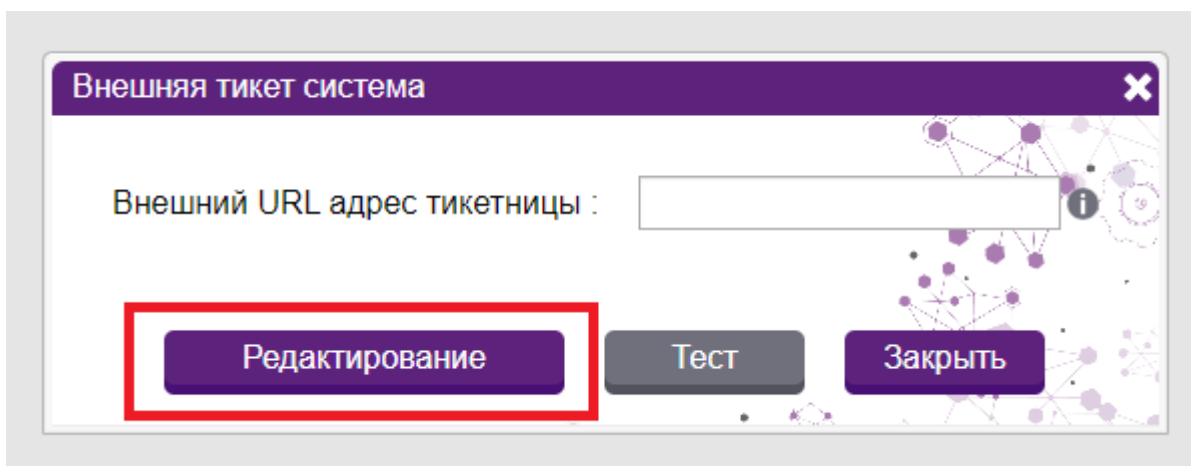 Внешняя тикет система
Внешний URL адрес тикетницы :
Редактирование Тест Закрыть